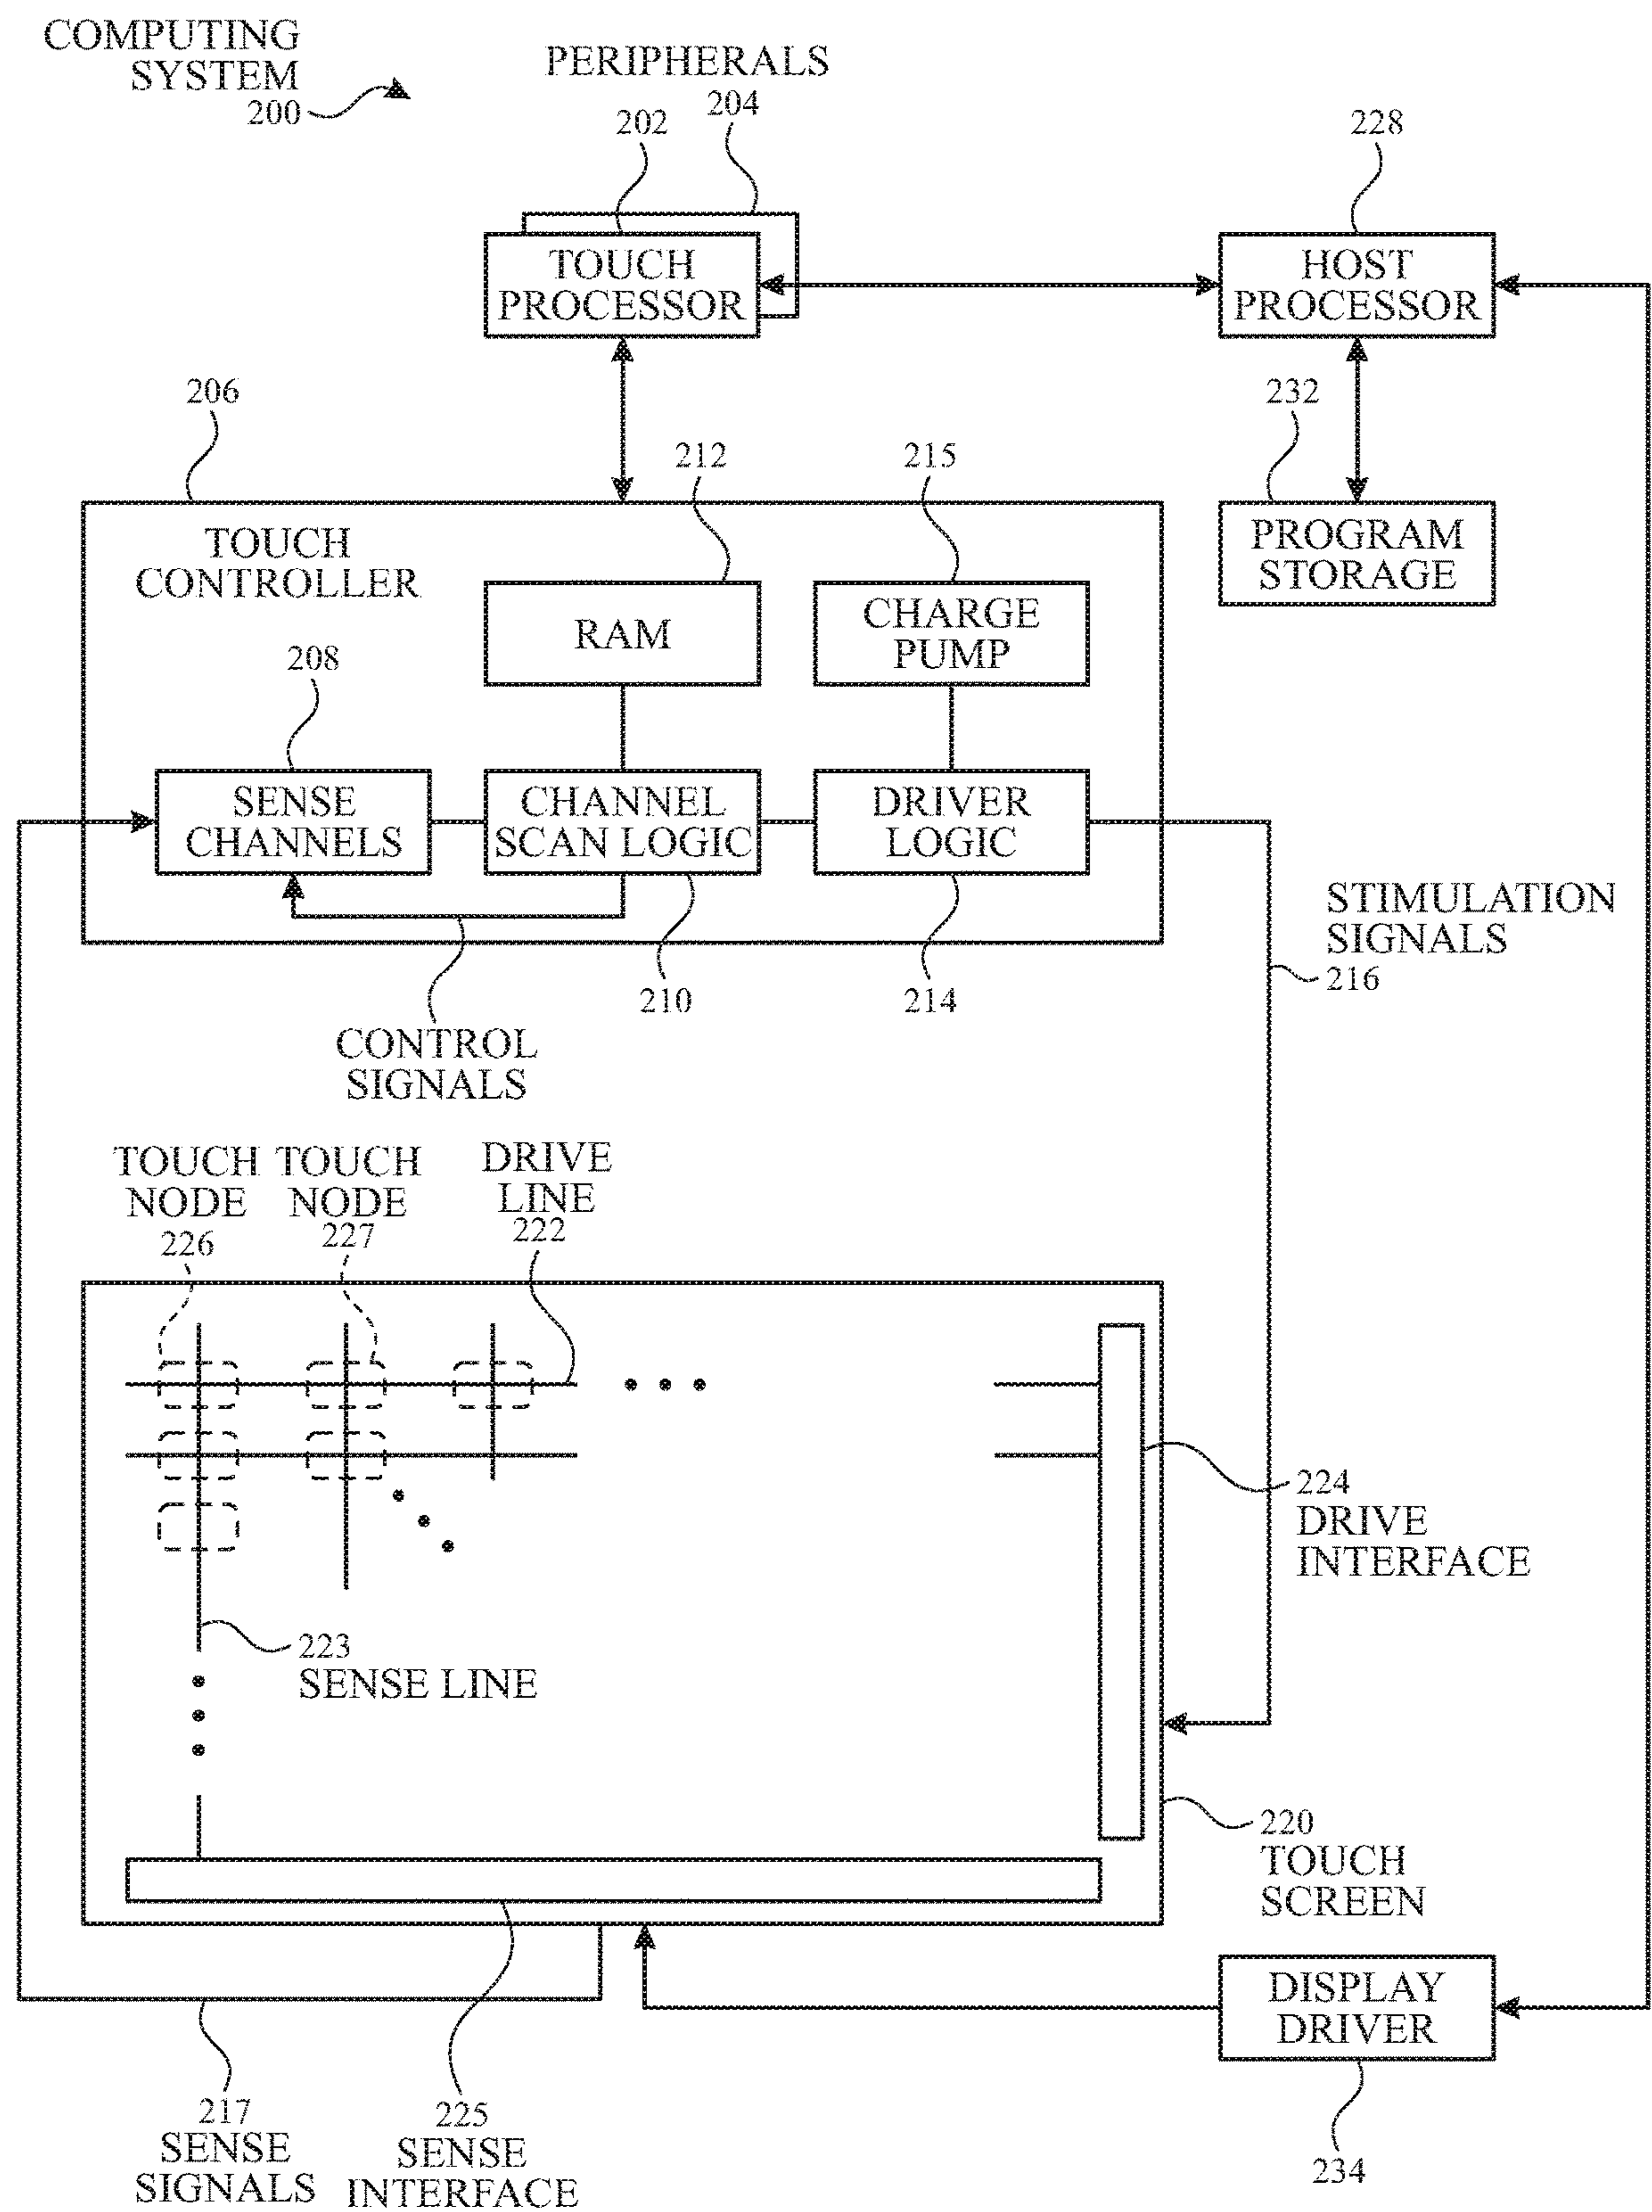 COMPUTING
SYSTEM
200
PERIPHERALS
204
202
228
TOUCH
PROCESSOR
HOST
PROCESSOR
206
232
212
215
TOUCH
CONTROLLER
PROGRAM
STORAGE
RAM
CHARGE
PUMP
208
SENSE
CHANNELS
CHANNEL
SCAN LOGIC
DRIVER
LOGIC
STIMULATION
SIGNALS
216
210
214
CONTROL
SIGNALS
TOUCH
NODE
226
TOUCH
NODE
227
DRIVE
LINE
222
224
DRIVE
INTERFACE
223
SENSE LINE
220
TOUCH
SCREEN
DISPLAY
DRIVER
234
217
SENSE
SIGNALS
225
SENSE
INTERFACE